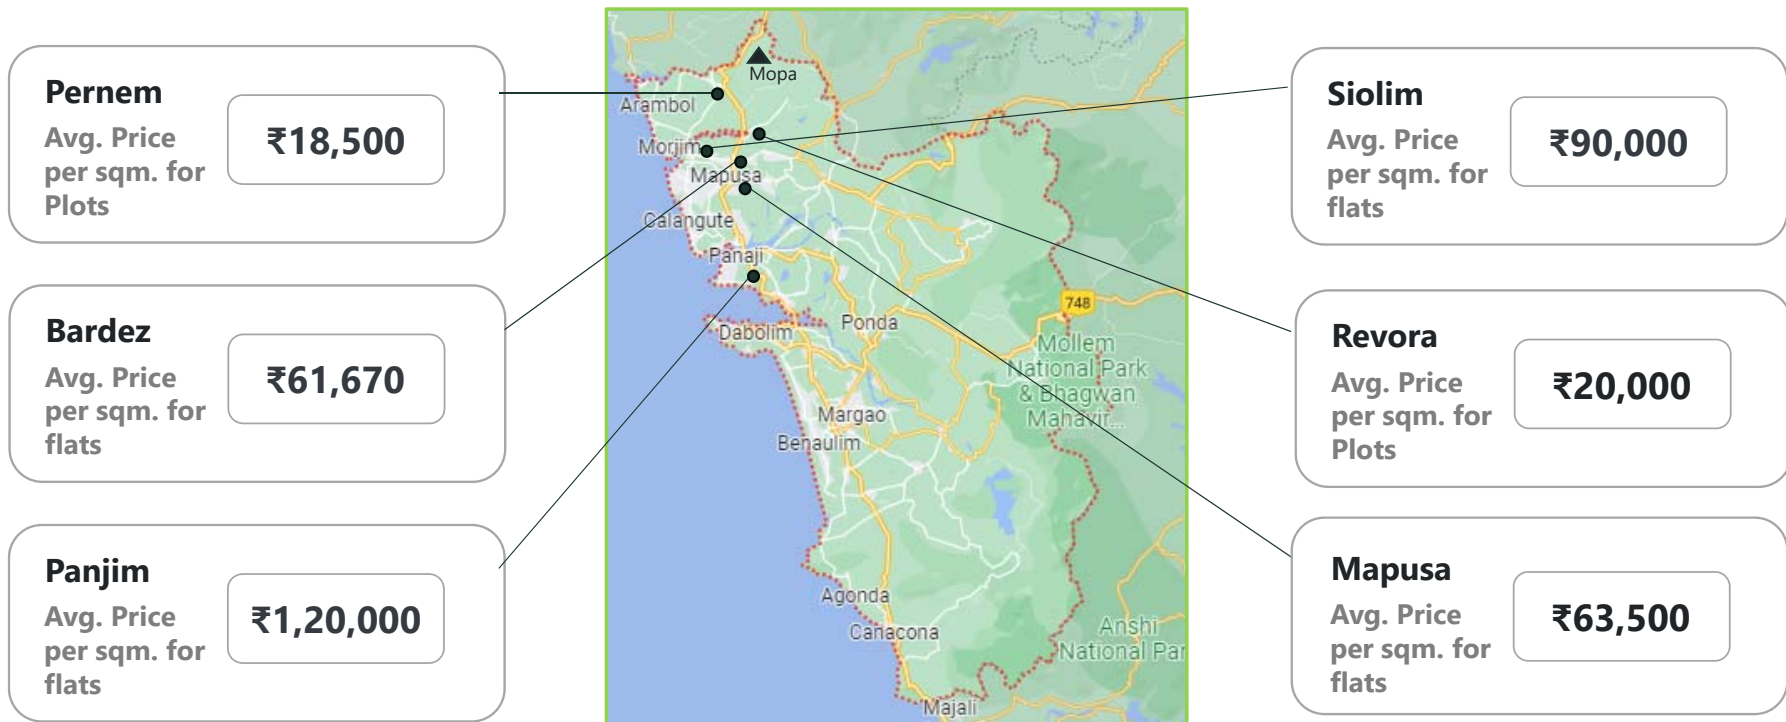 Pernem
Avg. Price
per sqm. for
Plots
₹18,500
Bardez
Avg. Price
per sqm. for
flats
₹61,670
Panjim
Avg. Price
per sqm. for
flats
₹1,20,000
Mopa
Arambol
Morjim
Mapusa
Calangute
Panaji
748
Dabolim
Ponda
Mollem
National Park
& Bhagwan
Mahavir...
Margao
Benaulim
Agonda
Canacona
Anshi
National Par
Majali
Siolim
Avg. Price
per sqm. for
flats
₹90,000
Revora
Avg. Price
per sqm. for
Plots
₹20,000
Mapusa
Avg. Price
per sqm. for
flats
₹63,500